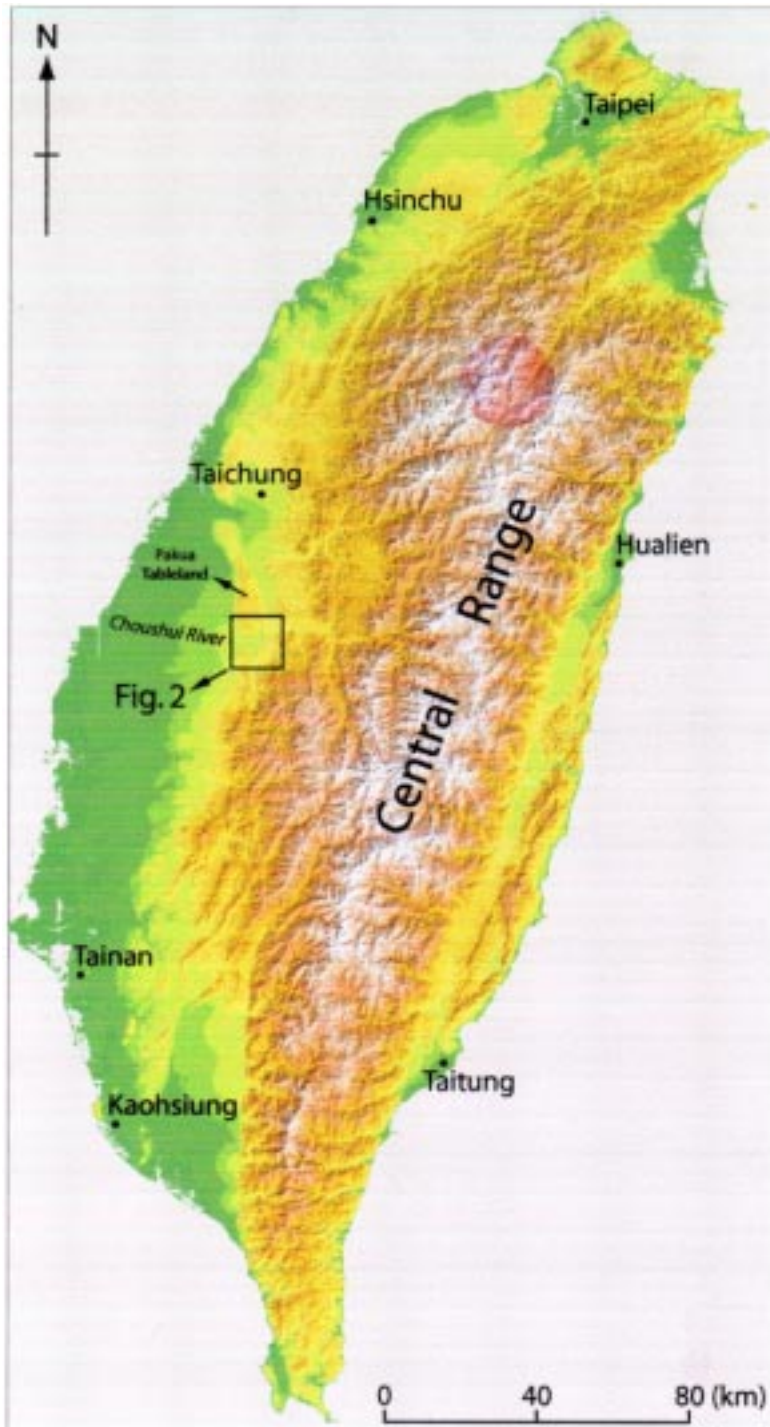 N
Taipei
Hsinchu
Taichung
Pakua
Tableland
Hualien
Choushui River
Fig. 2
Central Range
Tainan
Taitung
Kaohsiung
0 40 80 (km)